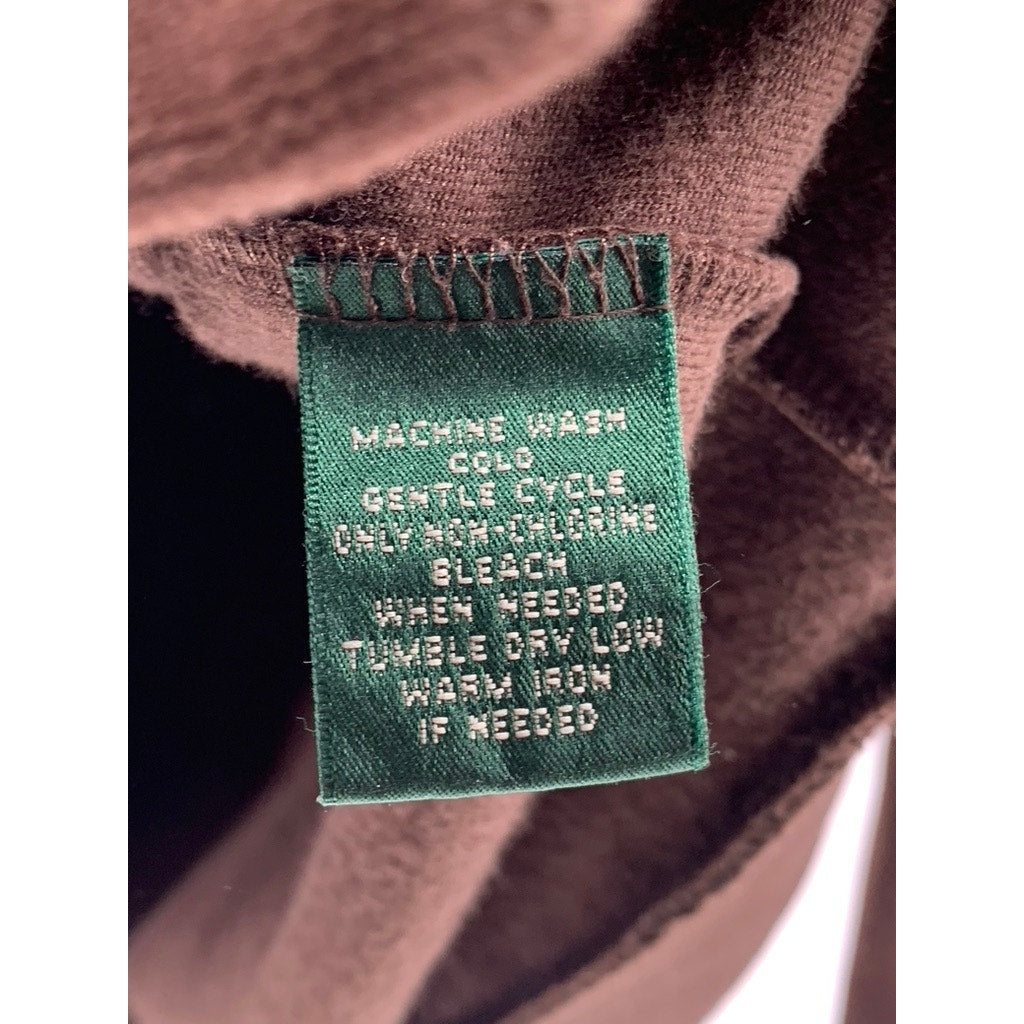 MACHINE WASH
COLD
GENTLE CYCLE
ONLY NON-CHLORINE
BLEACH
WHEN NEEDED
TUMBLE DRY LOW
WARM IRON
IF NEEDED